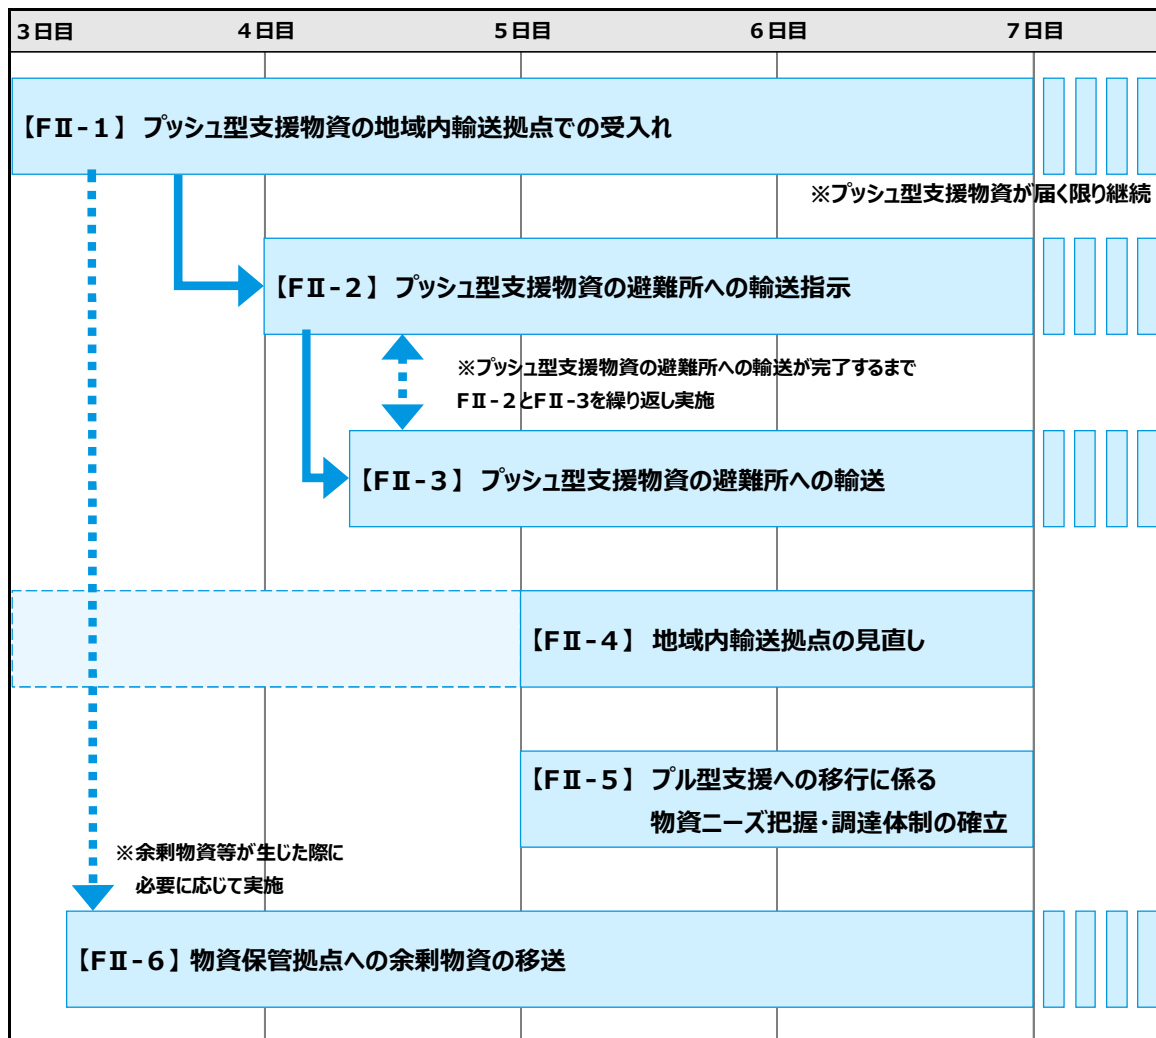 3日目 4日目 5日目 6日目 7日目
【FⅡ-1】 プッシュ型支援物資の地域内輸送拠点での受入れ
※プッシュ型支援物資が届く限り継続
【FⅡ-2】 プッシュ型支援物資の避難所への輸送指示
※プッシュ型支援物資の避難所への輸送が完了するまで
FⅡ-2とFⅡ-3を繰り返し実施
【FⅡ-3】 プッシュ型支援物資の避難所への輸送
【FⅡ-4】 地域内輸送拠点の見直し
【FⅡ-5】 プル型支援への移行に係る
物資ニーズ把握・調達体制の確立
※余剰物資等が生じた際に
必要に応じて実施
【FⅡ-6】物資保管拠点への余剰物資の移送